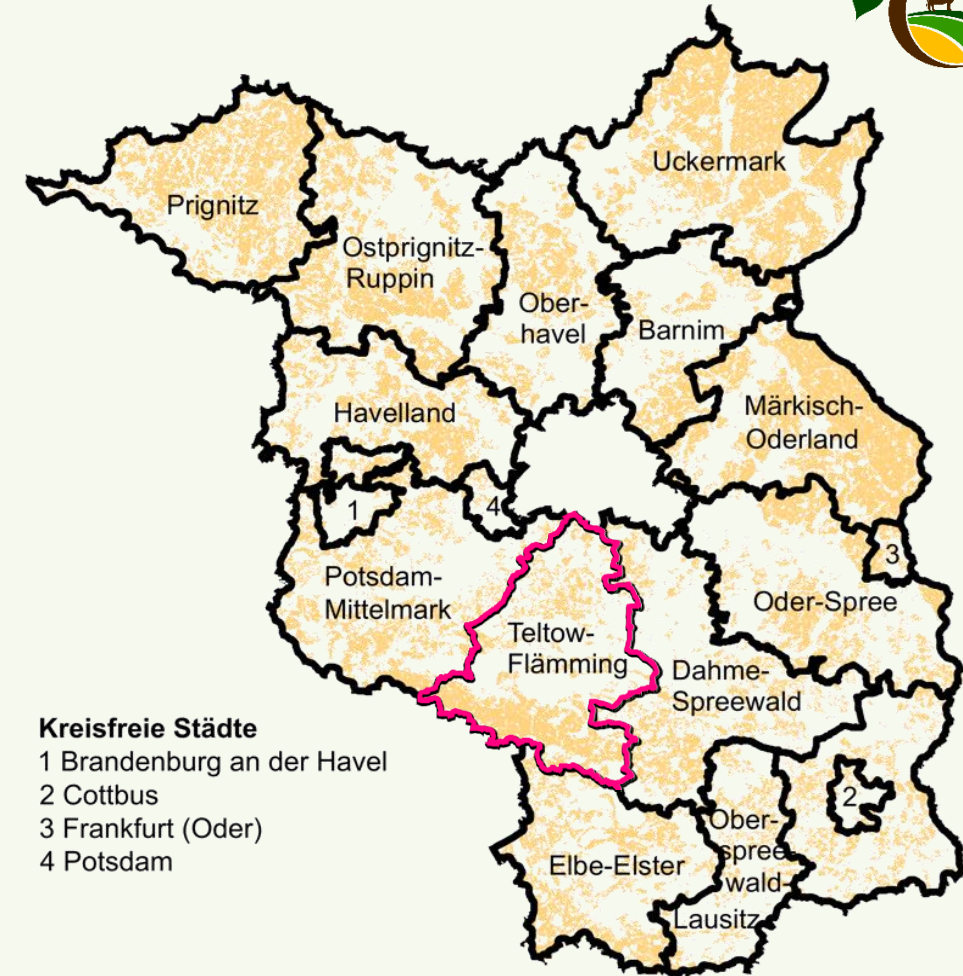 Uckermark
Prignitz
Ostprignitz-
Ruppin
Ober-
havel
Barnim
Havelland
Märkisch-
Oderland
1
4
3
Potsdam-
Mittelmark
Oder-Spree
Teltow-
Flämming
Dahme-
Spreewald
Kreisfreie Städte
1 Brandenburg an der Havel
2 Cottbus
3 Frankfurt (Oder)
4 Potsdam
2
Ober-
spree-
wald-
Lausitz
Elbe-Elster